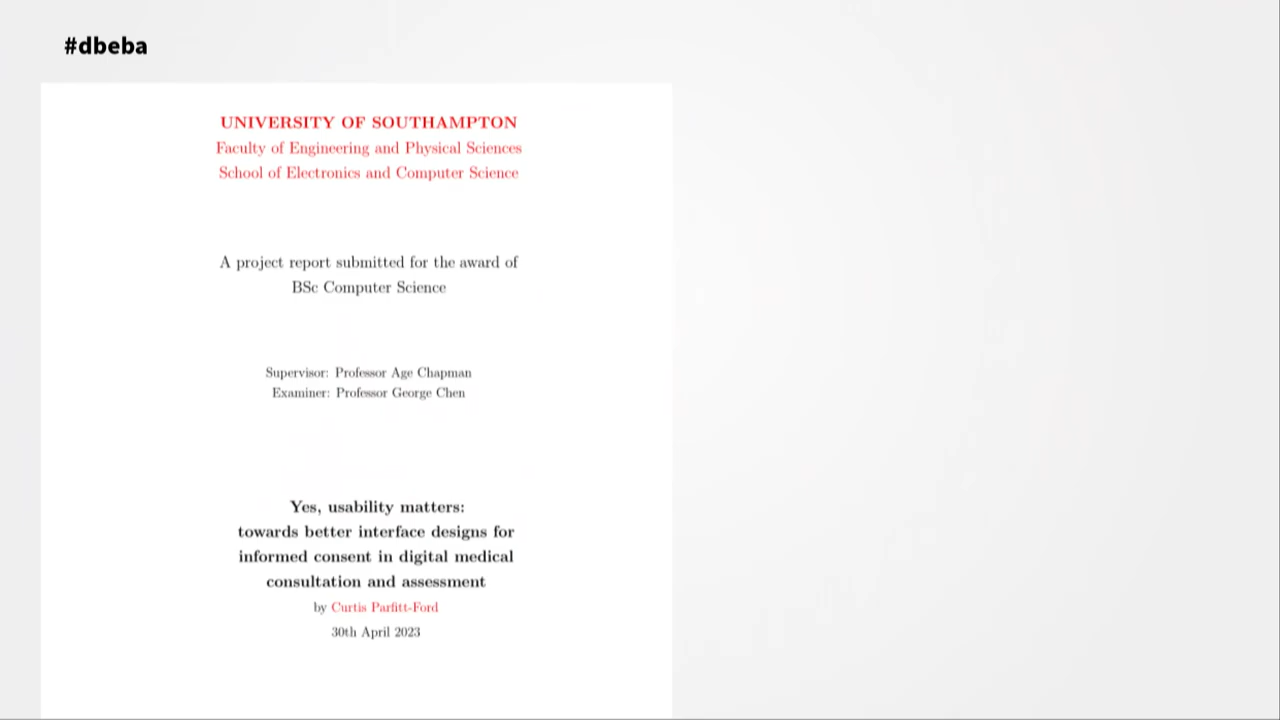 #dbeba
UNIVERSITY OF SOUTHAMPTON
Faculty of Engineering and Physical Sciences
School of Electronics and Computer Science
A project report submitted for the award of
BSc Computer Science
Supervisor: Professor Age Chapman
Examiner: Professor George Chen
Yes, usability matters:
towards better interface designs for
informed consent in digital medical
consultation and assessment
by Curtis Parfitt-Ford
30th April 2023